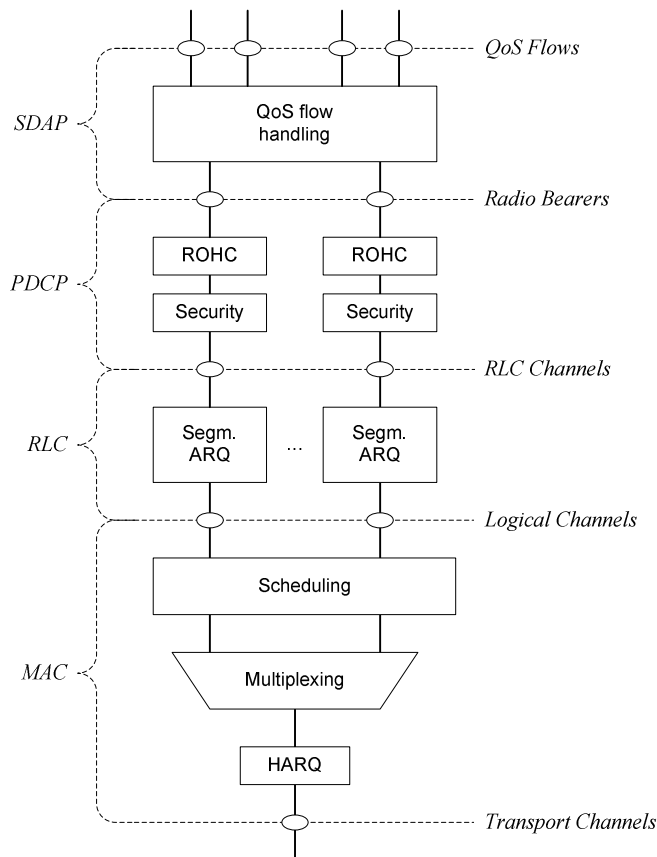 QoS Flows
SDAP
QoS flow
handling
Radio Bearers
ROHC
ROHC
PDCP
Security
Security
RLC Channels
RLC
Segm.
ARQ
...
Segm.
ARQ
Logical Channels
Scheduling
MAC
Multiplexing
HARQ
Transport Channels